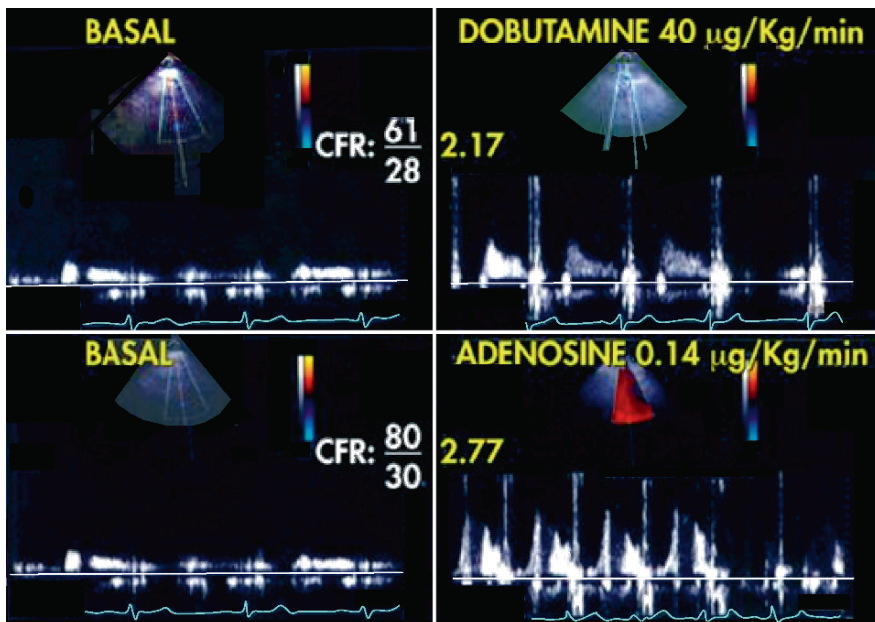 BASAL
DOBUTAMINE 40 µg/Kg/min
CFR: 61/28 2.17
BASAL
ADENOSINE 0.14 µg/Kg/min
CFR: 80/30 2.77